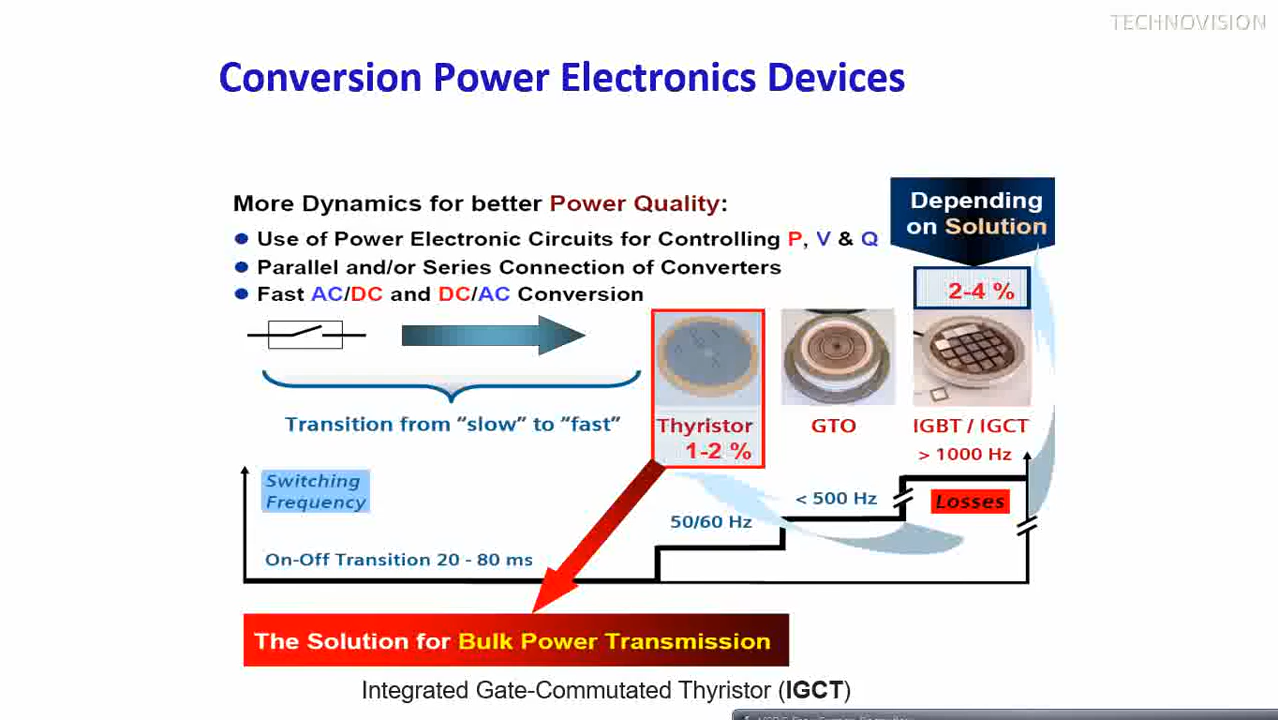 TECHNOVISION
Conversion Power Electronics Devices
More Dynamics for better Power Quality:
Use of Power Electronic Circuits for Controlling P, V & Q
Parallel and/or Series Connection of Converters
Fast AC/DC and DC/AC Conversion
Depending
on Solution
2-4 %
Transition from “slow” to “fast”
Thyristor
1-2 %
GTO
IGBT / IGCT
> 1000 Hz
Switching
Frequency
< 500 Hz
Losses
50/60 Hz
On-Off Transition 20 - 80 ms
The Solution for Bulk Power Transmission
Integrated Gate-Commutated Thyristor (IGCT)